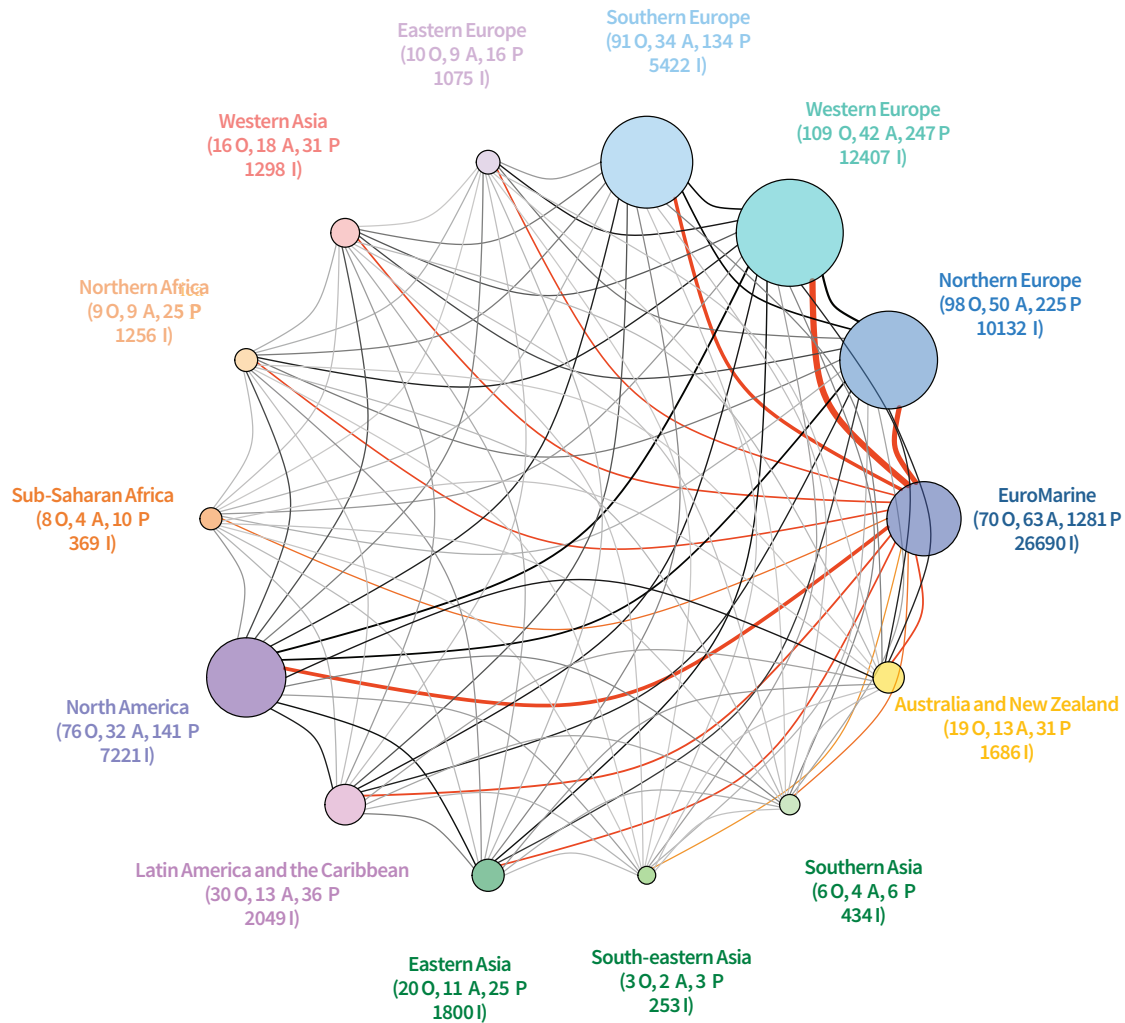 Southern Europe
(91 O, 34 A, 134 P
5422 I)
Eastern Europe
(10 O, 9 A, 16 P
1075 I)
Western Europe
(109 O, 42 A, 247 P
12407 I)
Western Asia
(16 O, 18 A, 31 P
1298 I)
Northern Europe
(98 O, 50 A, 225 P
10132 I)
Northern Africa
(9 O, 9 A, 25 P
1256 I)
Sub-Saharan Africa
(8 O, 4 A, 10 P
369 I)
EuroMarine
(70 O, 63 A, 1281 P
26690 I)
North America
(76 O, 32 A, 141 P
7221 I)
Australia and New Zealand
(19 O, 13 A, 31 P
1686 I)
Latin America and the Caribbean
(30 O, 13 A, 36 P
2049 I)
Southern Asia
(6 O, 4 A, 6 P
434 I)
Eastern Asia
(20 O, 11 A, 25 P
1800 I)
South-eastern Asia
(3 O, 2 A, 3 P
253 I)